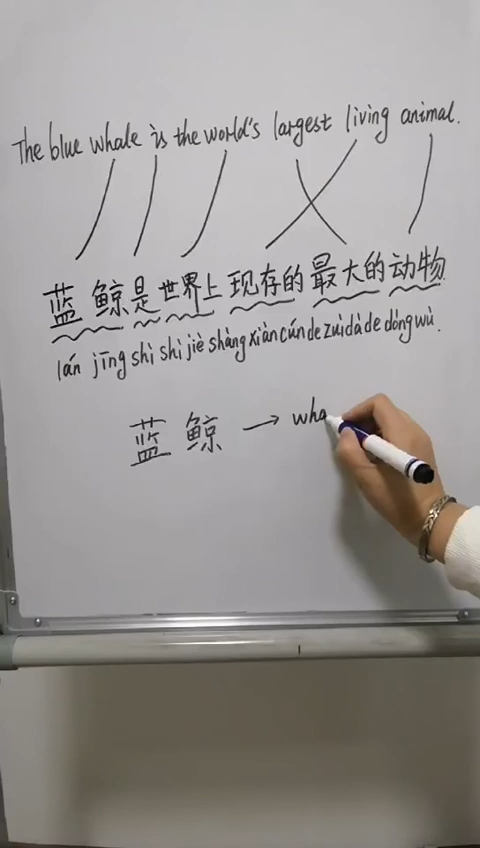 The blue whale is the world's largest living animal.
蓝鲸是世界上现存的最大的动物
lán jīng shì shì jiè shàng xiàn cún de zuì dà de dòng wù.
蓝鲸 → wha